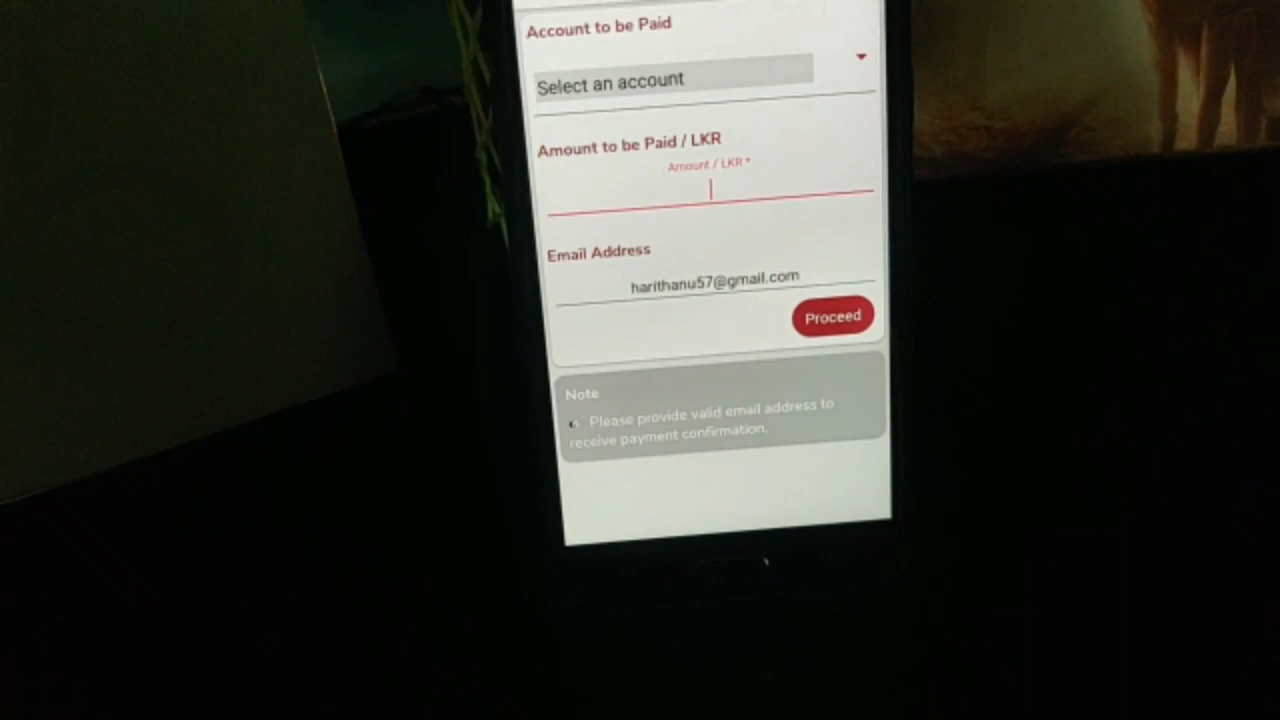 Account to be Paid
Select an account
Amount to be Paid / LKR
Amount / LKR *
Email Address
harithanu57@gmail.com
Proceed
Note
Please provide valid email address to
receive payment confirmation.